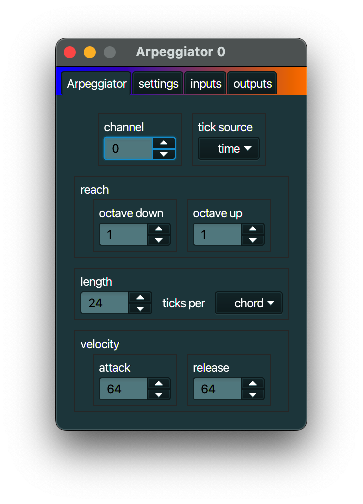 Arpeggiator 0
Arpeggiator settings inputs outputs
channel tick source
0 time
reach
octave down octave up
1 1
length
24 ticks per chord
velocity
attack release
64 64